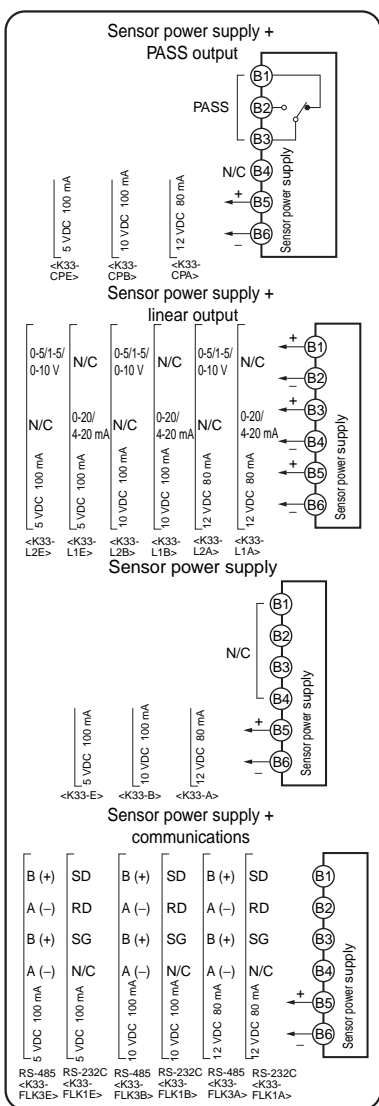 Sensor power supply +
PASS output
PASS
B1
B2
B3
N/C B4
+ B5
− B6
Sensor power supply
5 VDC 100 mA
10 VDC 100 mA
12 VDC 80 mA
<K33-
CPE>
<K33-
CPB>
<K33-
CPA>
Sensor power supply +
linear output
0-5/1-5/
0-10 V
N/C
0-5/1-5/
0-10 V
N/C
0-5/1-5/
0-10 V
N/C
N/C
0-20/
4-20 mA
N/C
0-20/
4-20 mA
N/C
0-20/
4-20 mA
5 VDC 100 mA
5 VDC 100 mA
10 VDC 100 mA
10 VDC 100 mA
12 VDC 80 mA
12 VDC 80 mA
+ B1
− B2
+ B3
− B4
+ B5
− B6
Sensor power supply
<K33-
L2E>
<K33-
L1E>
<K33-
L2B>
<K33-
L1B>
<K33-
L2A>
<K33-
L1A>
Sensor power supply
N/C
B1
B2
B3
B4
+ B5
− B6
Sensor power supply
5 VDC 100 mA
10 VDC 100 mA
12 VDC 80 mA
<K33-E> <K33-B> <K33-A>
Sensor power supply +
communications
B (+) SD B (+) SD B (+) SD B1
A (−) RD A (−) RD A (−) RD B2
B (+) SG B (+) SG B (+) SG B3
A (−) N/C A (−) N/C A (−) N/C B4
+ B5
− B6
Sensor power supply
5 VDC 100 mA
5 VDC 100 mA
10 VDC 100 mA
10 VDC 100 mA
12 VDC 80 mA
12 VDC 80 mA
RS-485
<K33-
FLK3E>
RS-232C
<K33-
FLK1E>
RS-485
<K33-
FLK3B>
RS-232C
<K33-
FLK1B>
RS-485
<K33-
FLK3A>
RS-232C
<K33-
FLK1A>